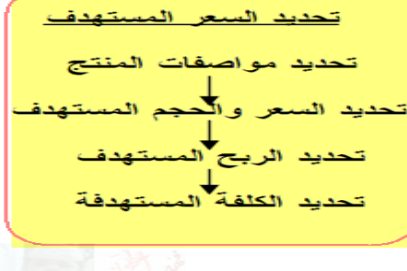 تحديد السعر المستهدف
تحديد مواصفات المنتج
تحديد السعر والحجم المستهدف
تحديد الربح المستهدف
تحديد الكلفة المستهدفة